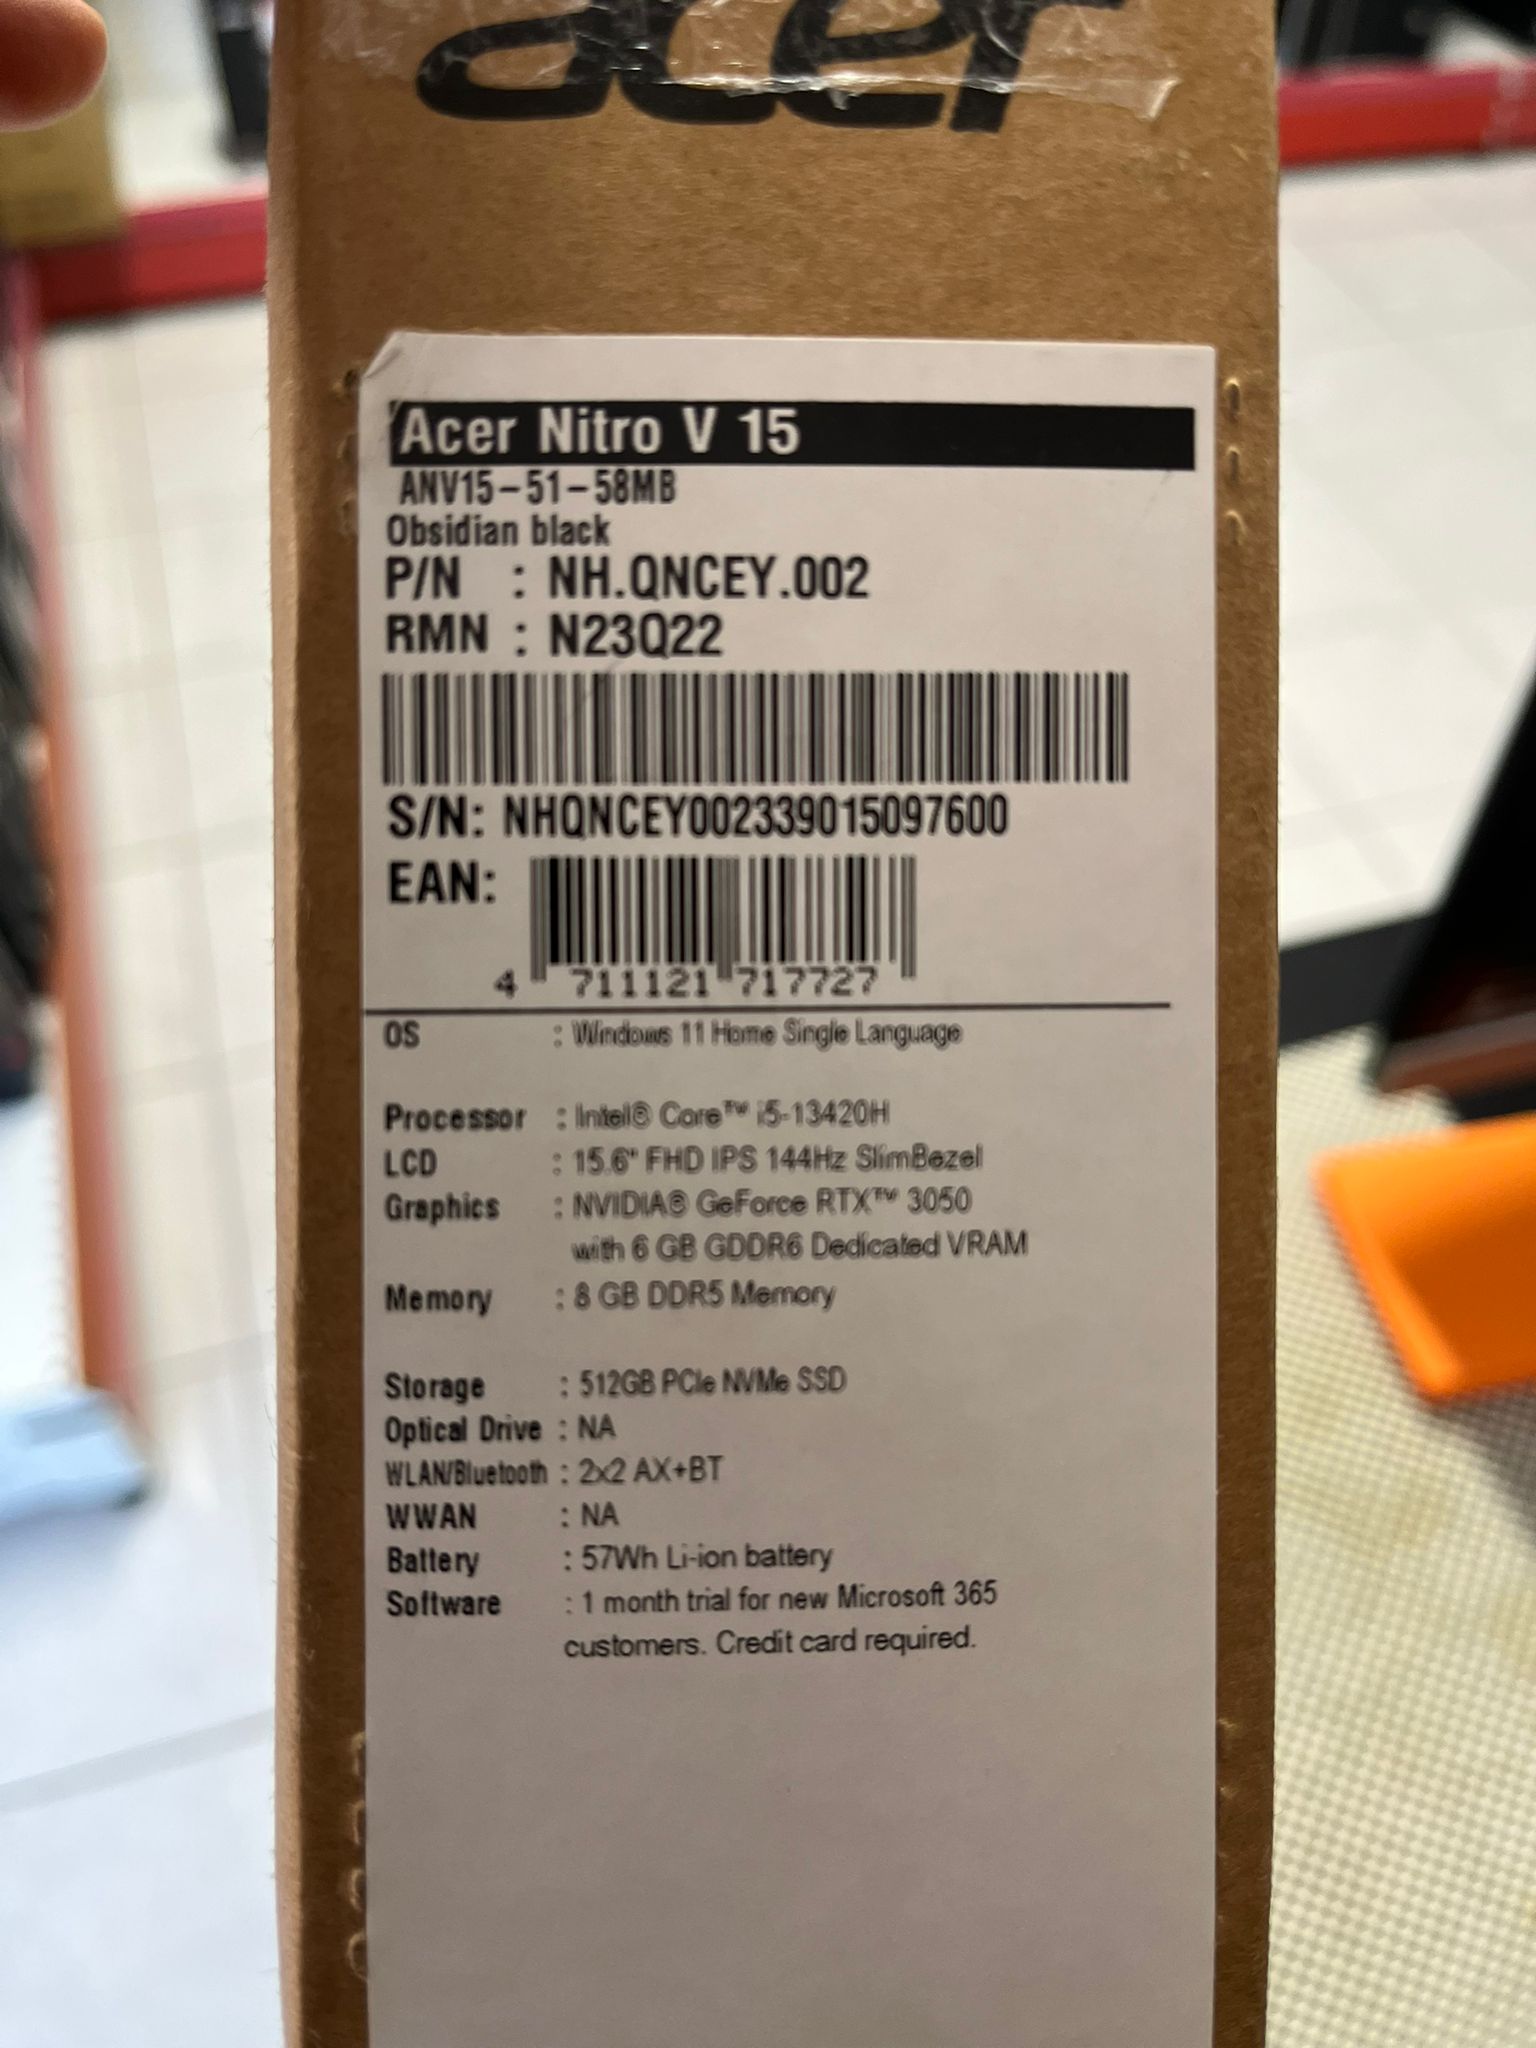 acer
Acer Nitro V 15
ANV15-51-58MB
Obsidian black
P/N : NH.QNCEY.002
RMN : N23Q22
S/N: NHQNCEY002339015097600
EAN:
4 711121 717727
OS : Windows 11 Home Single Language
Processor : Intel® Core™ i5-13420H
LCD : 15.6" FHD IPS 144Hz SlimBezel
Graphics : NVIDIA® GeForce RTX™ 3050
with 6 GB GDDR6 Dedicated VRAM
Memory : 8 GB DDR5 Memory
Storage : 512GB PCIe NVMe SSD
Optical Drive : NA
WLAN/Bluetooth : 2x2 AX+BT
WWAN : NA
Battery : 57Wh Li-ion battery
Software : 1 month trial for new Microsoft 365
customers. Credit card required.